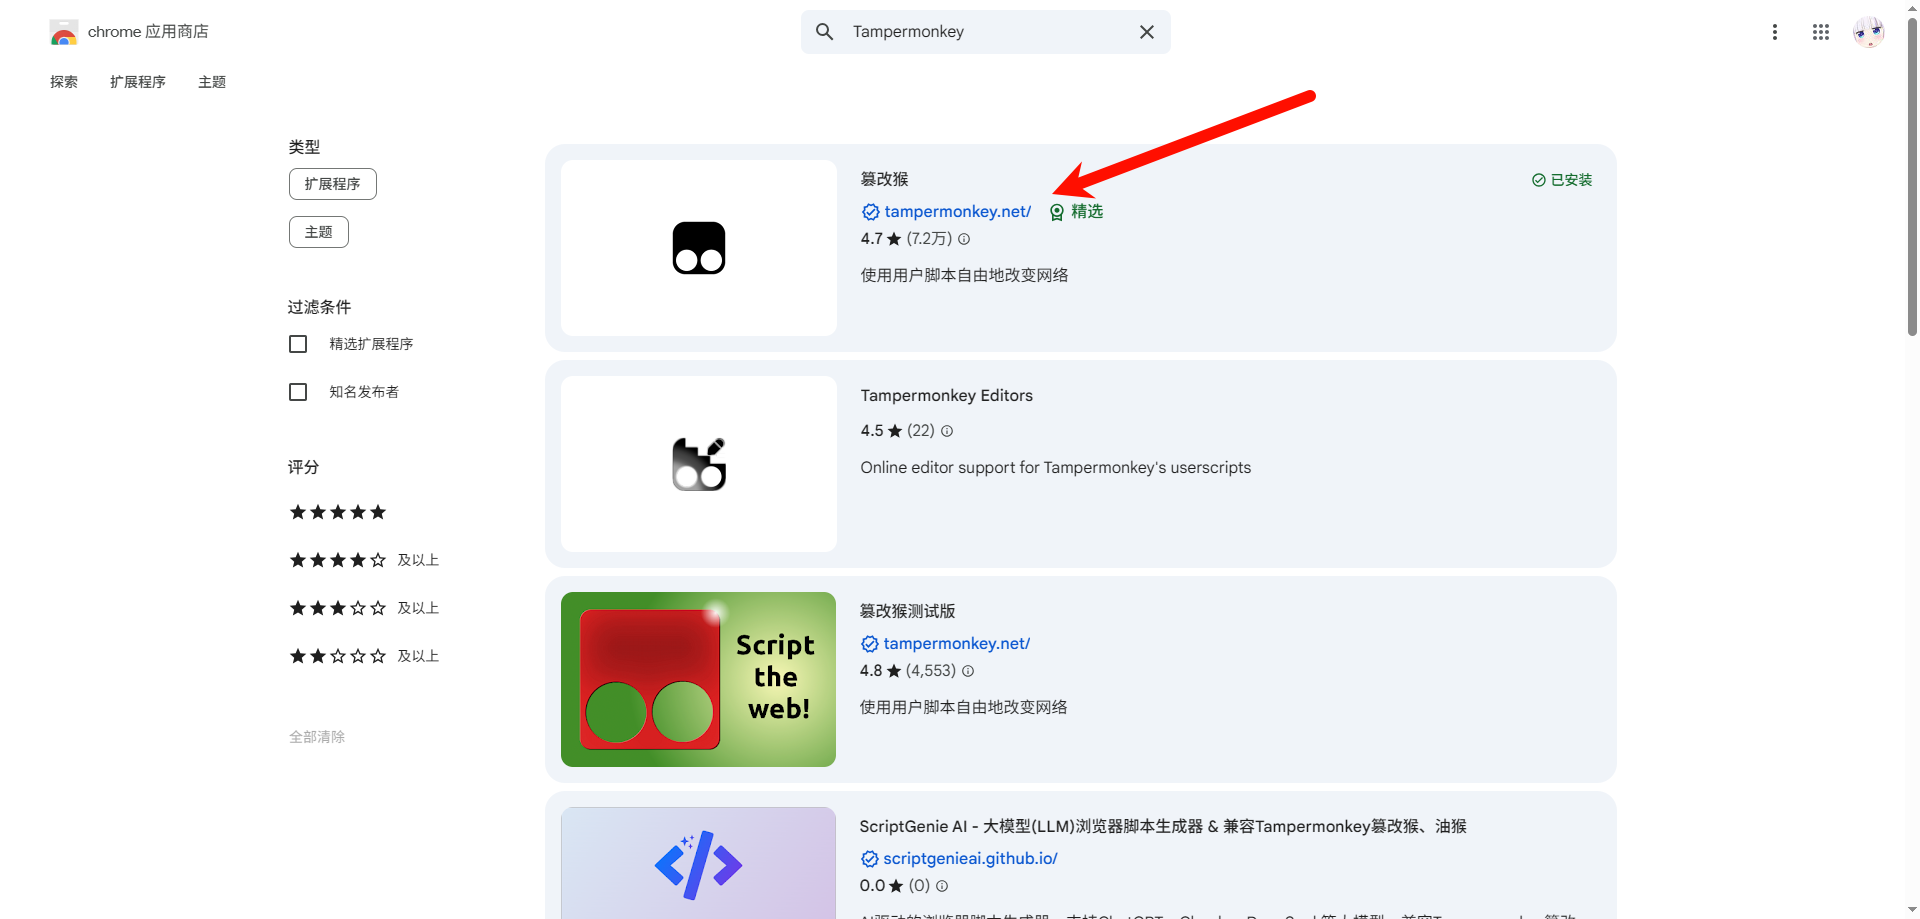 chrome 应用商店
Tampermonkey
探索
扩展程序
主题
类型
扩展程序
主题
过滤条件
精选扩展程序
知名发布者
评分
及以上
及以上
及以上
全部清除
篡改猴
已安装
tampermonkey.net/
精选
4.7 ★ (7.2万)
使用用户脚本自由地改变网络
Tampermonkey Editors
4.5 ★ (22)
Online editor support for Tampermonkey's userscripts
Script
the
web!
篡改猴测试版
tampermonkey.net/
4.8 ★ (4,553)
使用用户脚本自由地改变网络
ScriptGenie AI - 大模型(LLM)浏览器脚本生成器 & 兼容Tampermonkey篡改猴、油猴
scriptgenieai.github.io/
0.0 ★ (0)